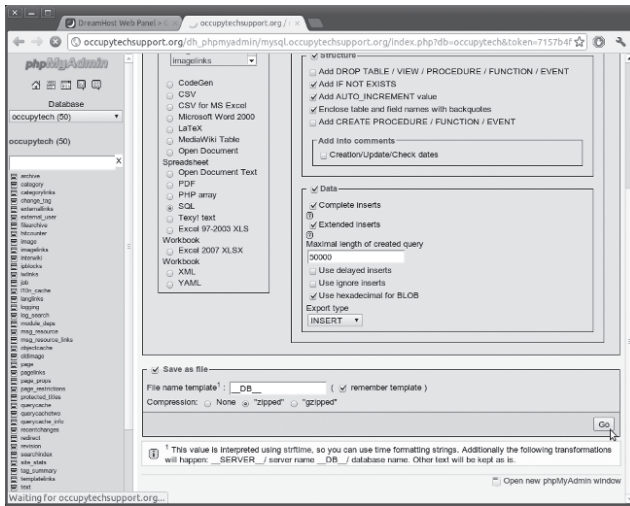 DreamHost Web Panel >
occupytechsupport.org /
occupytechsupport.org/dh_phpmyadmin/mysql.occupytechsupport.org/index.php?db=occupytech&token=7157b4f
phpMyAdmin
Database
occupytech (50)
occupytech (50)
X
archive
category
categorylinks
change_tag
externallinks
external_user
filearchive
hitcounter
image
imagelinks
interwiki
ipblocks
iwlinks
job
l10n_cache
langlinks
logging
log_search
module_deps
msg_resource
msg_resource_links
objectcache
oldimage
page
pagelinks
page_props
page_restrictions
protected_titles
querycache
querycachetwo
querycache_info
recentchanges
redirect
revision
searchindex
site_stats
tag_summary
templatelinks
text
Waiting for occupytechsupport.org...
imagelinks
CodeGen
CSV
CSV for MS Excel
Microsoft Word 2000
LaTeX
MediaWiki Table
Open Document
Spreadsheet
Open Document Text
PDF
PHP array
SQL
Texy! text
Excel 97-2003 XLS
Workbook
Excel 2007 XLSX
Workbook
XML
YAML
Structure
Add DROP TABLE / VIEW / PROCEDURE / FUNCTION / EVENT
Add IF NOT EXISTS
Add AUTO_INCREMENT value
Enclose table and field names with backquotes
Add CREATE PROCEDURE / FUNCTION / EVENT
Add into comments
Creation/Update/Check dates
Data
Complete inserts
Extended inserts
Maximal length of created query
50000
Use delayed inserts
Use ignore inserts
Use hexadecimal for BLOB
Export type
INSERT
Save as file
File name template1 : __DB__ ( remember template )
Compression: None "zipped" "gzipped"
Go
1 This value is interpreted using strftime, so you can use time formatting strings. Additionally the following transformations
will happen: __SERVER__/ server name __DB__/ database name. Other text will be kept as is.
Open new phpMyAdmin window